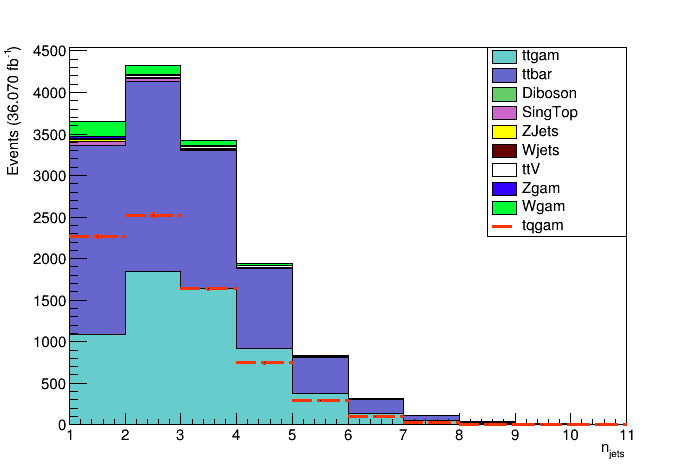 Events (36.070 fb⁻¹)
4500
4000
3500
3000
2500
2000
1500
1000
500
0
1 2 3 4 5 6 7 8 9 10 11
n_jets
ttgam
ttbar
Diboson
SingTop
ZJets
Wjets
ttV
Zgam
Wgam
tqgam